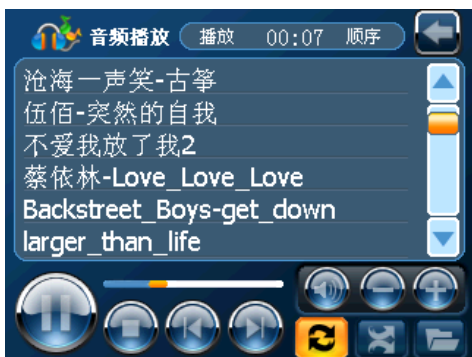 音频播放 播放 00:07 顺序
沧海一声笑-古筝
伍佰-突然的自我
不爱我放了我2
蔡依林-Love_Love_Love
Backstreet_Boys-get_down
larger_than_life